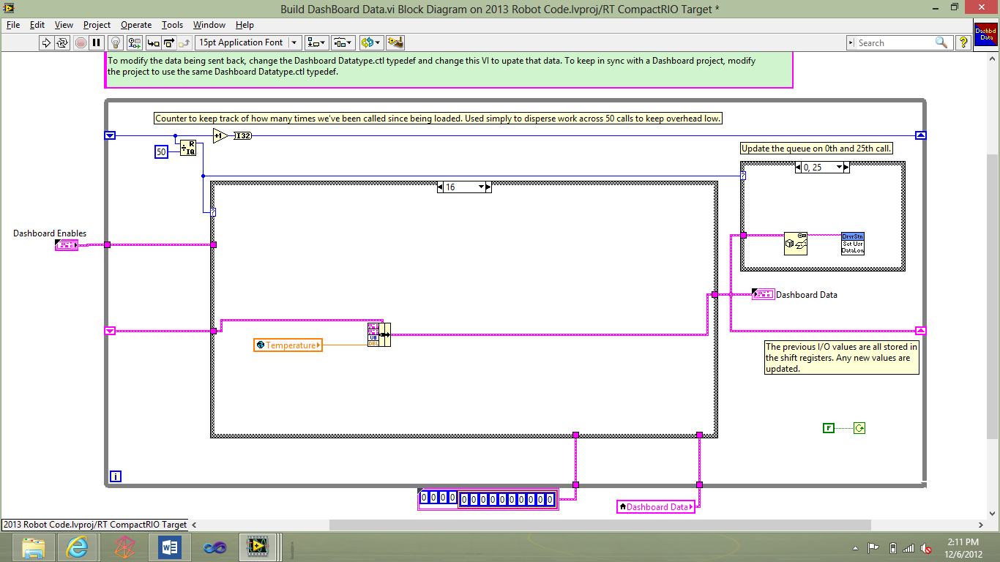 Build DashBoard Data.vi Block Diagram on 2013 Robot Code.lvproj/RT CompactRIO Target *
File Edit View Project Operate Tools Window Help
15pt Application Font
Search
Dashbd
Data
To modify the data being sent back, change the Dashboard Datatype.ctl typedef and change this VI to upate that data. To keep in sync with a Dashboard project, modify
the project to use the same Dashboard Datatype.ctl typedef.
Counter to keep track of how many times we've been called since being loaded. Used simply to disperse work across 50 calls to keep overhead low.
+1 I32
R
IQ
50
Update the queue on 0th and 25th call.
0, 25
?
16
?
Dashboard Enables
DrvrStn
Set Usr
DataLow
Dashboard Data
U8
DBL
Temperature
The previous I/O values are all stored in
the shift registers. Any new values are
updated.
F
i
0 0 0 0 0 0 0 0 0 0 0 0 0 0
Dashboard Data
2013 Robot Code.lvproj/RT CompactRIO Target
2:11 PM
12/6/2012